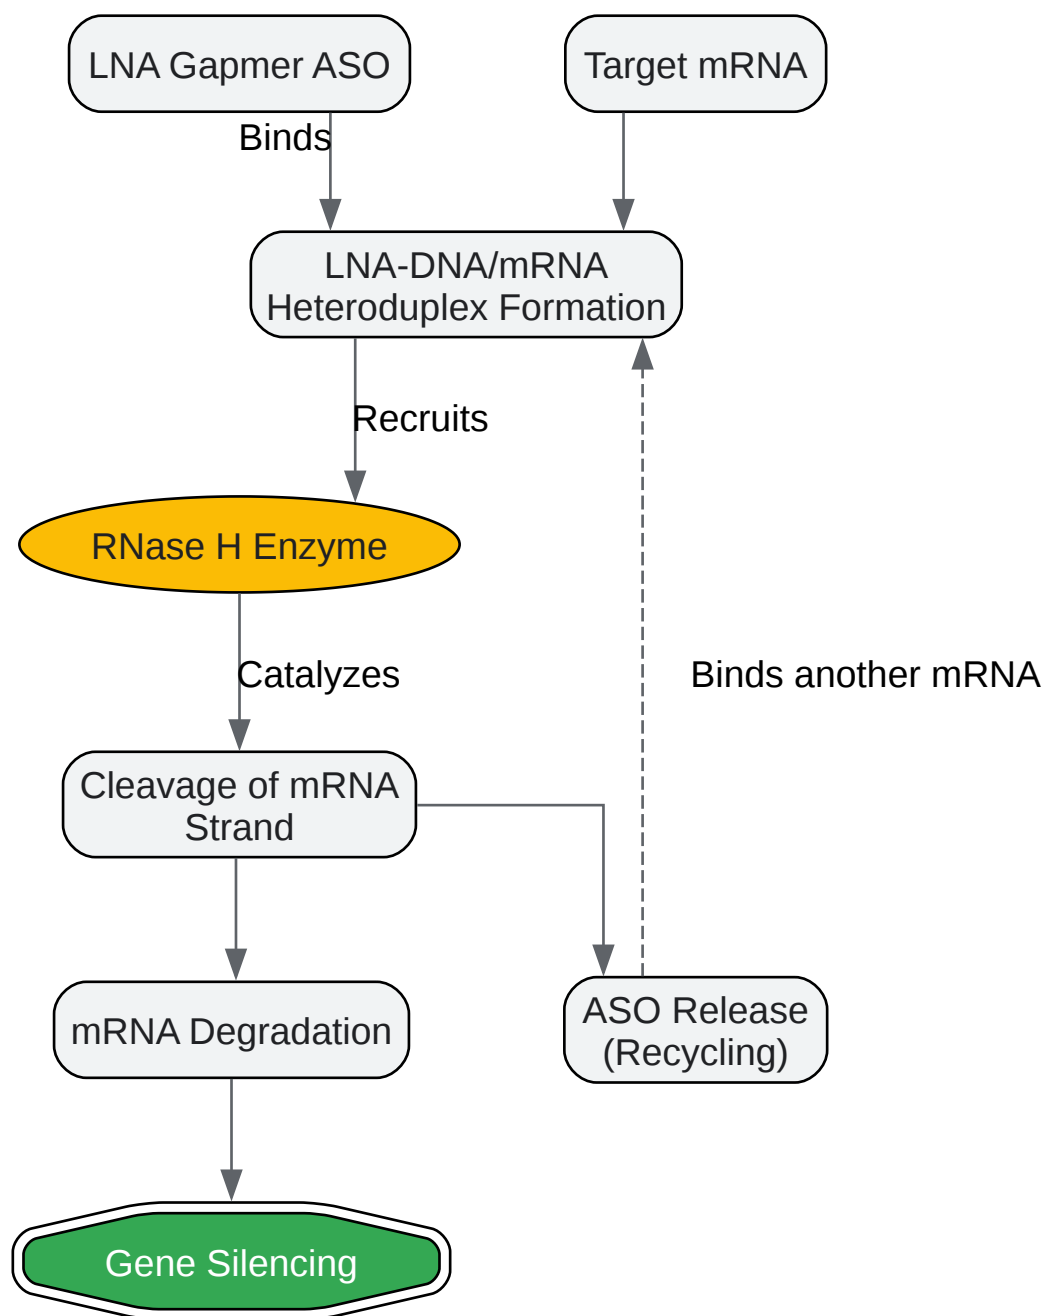 LNA Gapmer ASO
Target mRNA
Binds
LNA-DNA/mRNA
Heteroduplex Formation
Recruits
RNase H Enzyme
Catalyzes
Binds another mRNA
Cleavage of mRNA
Strand
mRNA Degradation
ASO Release
(Recycling)
Gene Silencing